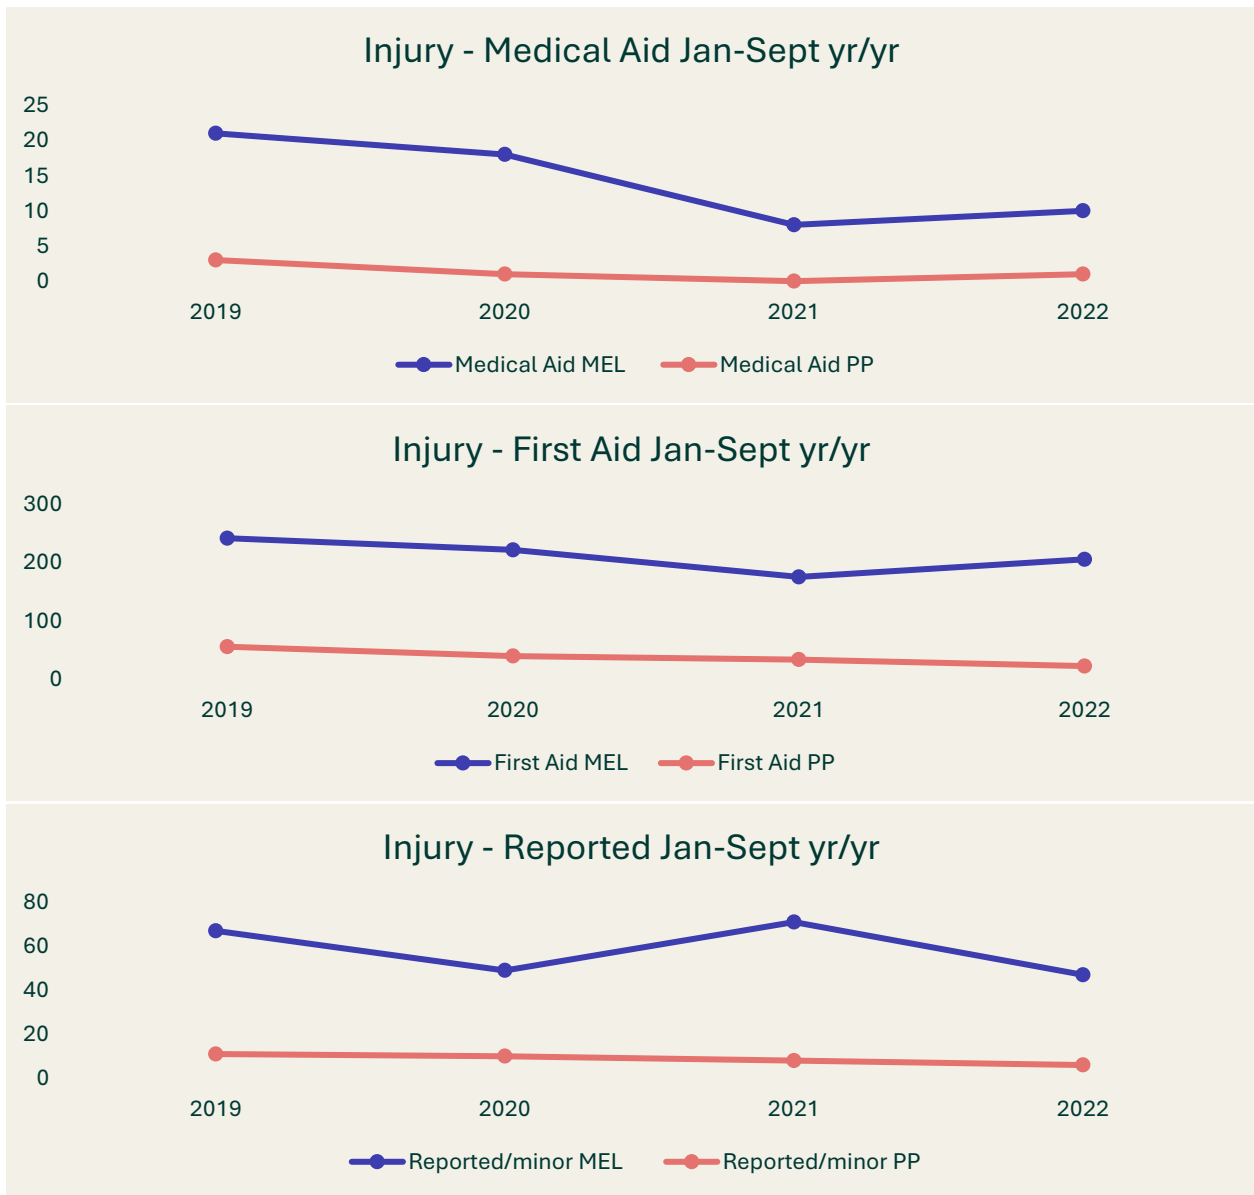 Injury - Medical Aid Jan-Sept yr/yr
25
20
15
10
5
0
2019 2020 2021 2022
Medical Aid MEL Medical Aid PP
Injury - First Aid Jan-Sept yr/yr
300
200
100
0
2019 2020 2021 2022
First Aid MEL First Aid PP
Injury - Reported Jan-Sept yr/yr
80
60
40
20
0
2019 2020 2021 2022
Reported/minor MEL Reported/minor PP